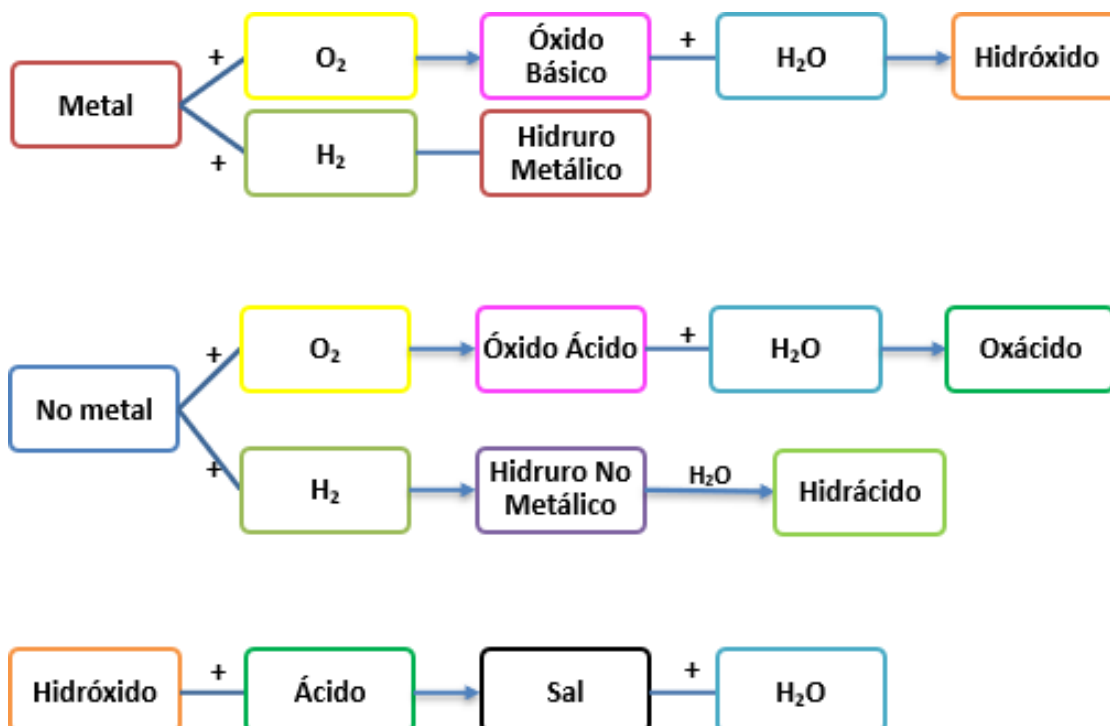 + O₂ Óxido Básico + H₂O Hidróxido
Metal
+ H₂ Hidruro Metálico
+ O₂ Óxido Ácido + H₂O Oxácido
No metal
+ H₂ Hidruro No Metálico H₂O Hidrácido
Hidróxido + Ácido Sal + H₂O